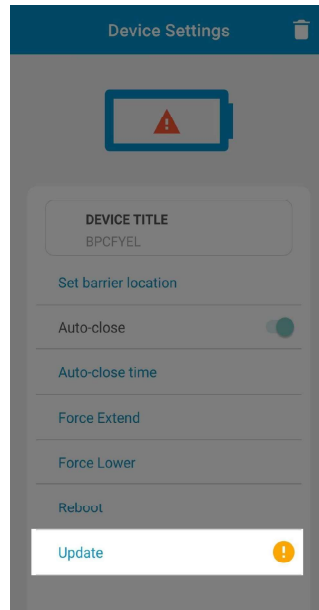 Device Settings
DEVICE TITLE
BPCFYEL
Set barrier location
Auto-close
Auto-close time
Force Extend
Force Lower
Reboot
Update